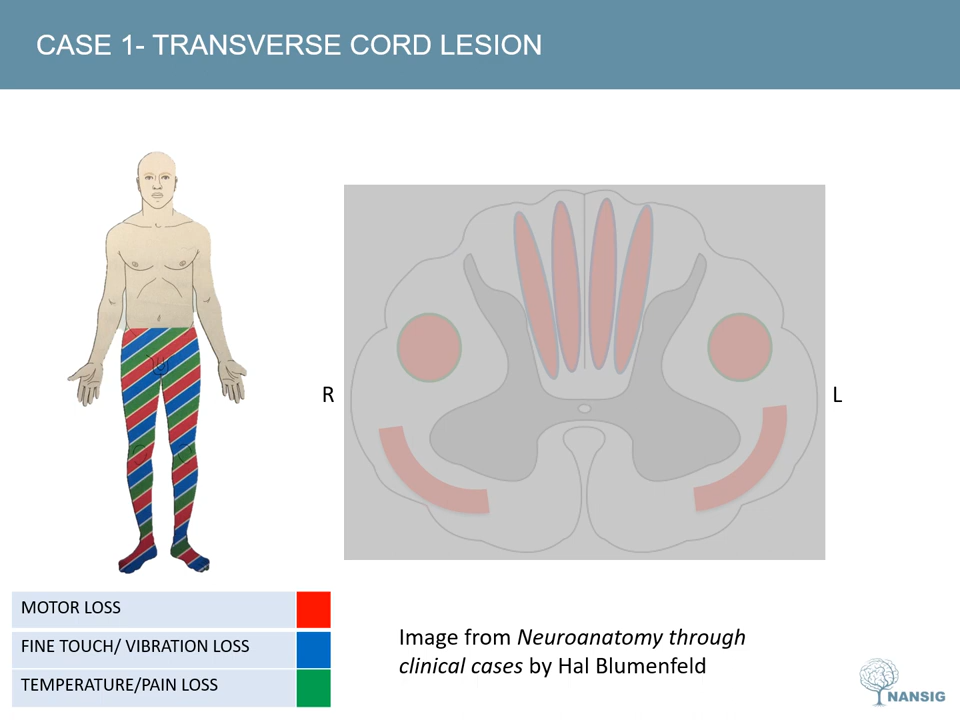 CASE 1- TRANSVERSE CORD LESION
R
L
MOTOR LOSS
FINE TOUCH/ VIBRATION LOSS
TEMPERATURE/PAIN LOSS
Image from Neuroanatomy through
clinical cases by Hal Blumenfeld
NANSIG